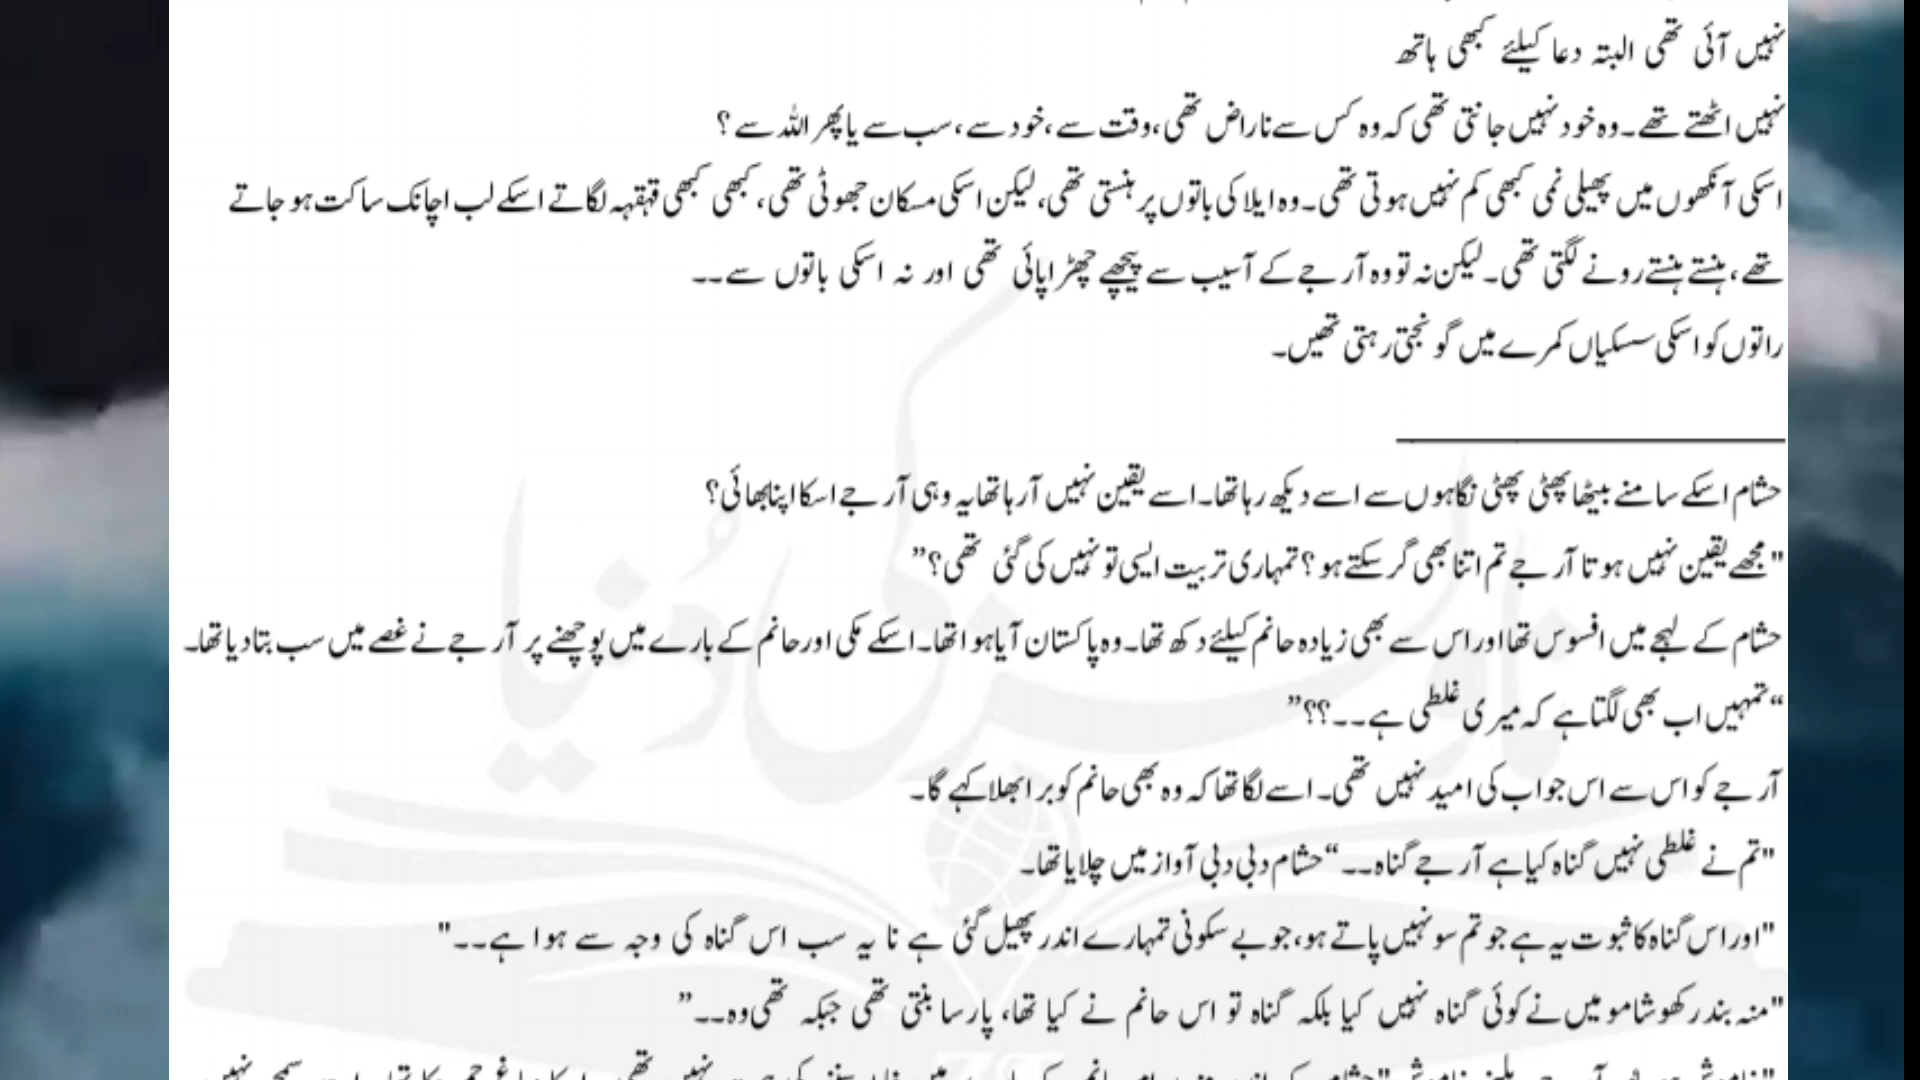 نہیں آئی تھی البتہ دعا کیلئے کبھی ہاتھ
نہیں اٹھتے تھے۔وہ خود نہیں جانتی تھی کہ وہ کس سے ناراض تھی،وقت سے،خود سے،سب سے یا پھر اللہ سے؟
اسکی آنکھوں میں پھیلی نمی کبھی کم نہیں ہوتی تھی۔وہ ایلا کی باتوں پر ہنستی تھی،لیکن اسکی مسکان جھوٹی تھی،کبھی کبھی قہقہہ لگاتے اسکے لب اچانک ساکت ہو جاتے
تھے،ہنستے ہنستے رونے لگتی تھی۔لیکن نہ تو وہ آرجے کے آسیب سے پیچھے چھڑا پائی تھی اور نہ اسکی باتوں سے۔۔
راتوں کو اسکی سسکیاں کمرے میں گونجتی رہتی تھیں۔
حشام اسکے سامنے بیٹھا پھٹی پھٹی نگاہوں سے اسے دیکھ رہا تھا۔اسے یقین نہیں آرہا تھا یہ وہی آرجے اسکا اپنا بھائی؟
"مجھے یقین نہیں ہوتا آرجے تم اتنا بھی گر سکتے ہو؟تمہاری تربیت ایسی تو نہیں کی گئی تھی؟”
حشام کے لہجے میں افسوس تھا اور اس سے بھی زیادہ حانم کیلئے دکھ تھا۔وہ پاکستان آیا ہوا تھا۔اسکے مکی اور حانم کے بارے میں پوچھنے پر آرجے نے غصے میں سب بتا دیا تھا۔
“تمہیں اب بھی لگتا ہے کہ میری غلطی ہے۔۔؟؟”
آرجے کو اس سے اس جواب کی امید نہیں تھی۔اسے لگا تھا کہ وہ بھی حانم کو برا بھلا کہے گا۔
"تم نے غلطی نہیں گناہ کیا ہے آرجے گناہ۔۔“حشام دبی دبی آواز میں چلایا تھا۔
"اور اس گناہ کا ثبوت یہ ہے جو تم سو نہیں پاتے ہو،جو بے سکونی تمہارے اندر پھیل گئی ہے نا یہ سب اس گناہ کی وجہ سے ہوا ہے۔۔"
"منہ بند رکھو شامو میں نے کوئی گناہ نہیں کیا بلکہ گناہ تو اس حانم نے کیا تھا، پارسا بنتی تھی جبکہ تھی وہ۔۔”